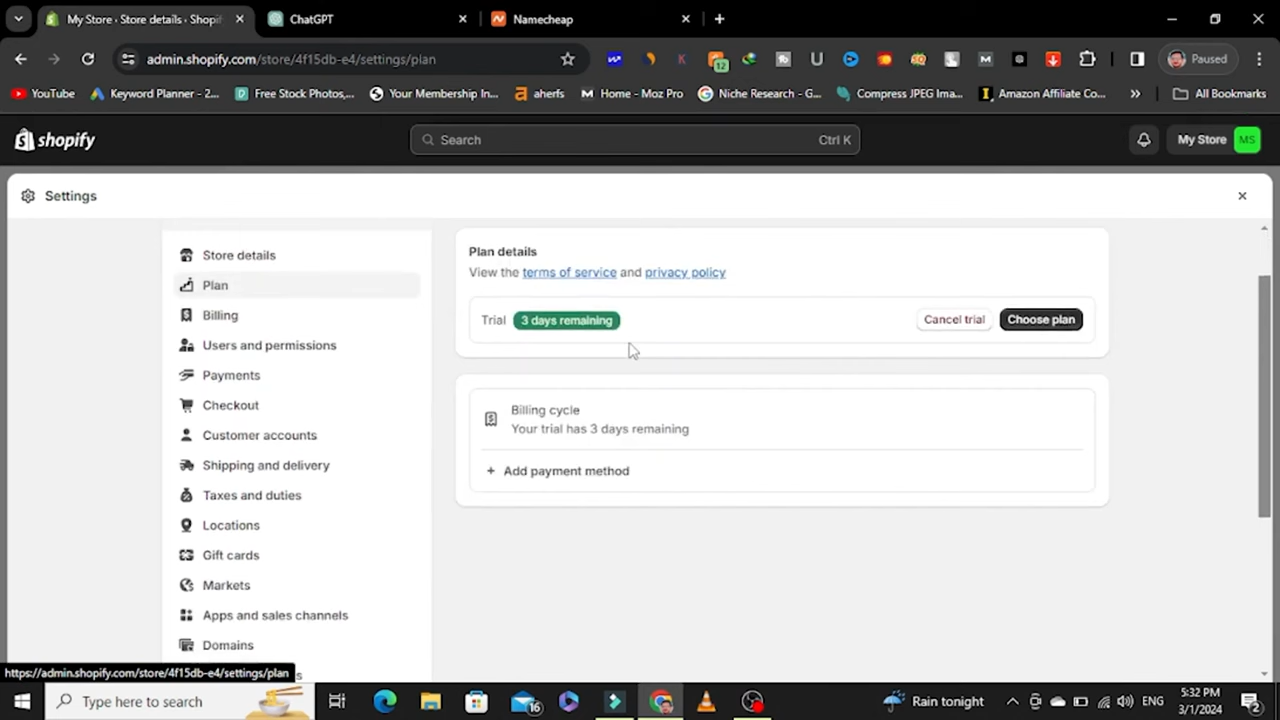 My Store · Store details · Shopif
ChatGPT
Namecheap
admin.shopify.com/store/4f15db-e4/settings/plan
12
Paused
YouTube
Keyword Planner - 2...
Free Stock Photos,...
Your Membership In...
aherfs
Home - Moz Pro
Niche Research - G...
Compress JPEG Ima...
Amazon Affiliate Co...
All Bookmarks
shopify
Search
Ctrl K
My Store
MS
Settings
Store details
Plan
Billing
Users and permissions
Payments
Checkout
Customer accounts
Shipping and delivery
Taxes and duties
Locations
Gift cards
Markets
Apps and sales channels
Domains
Plan details
View the terms of service and privacy policy
Trial 3 days remaining
Cancel trial
Choose plan
Billing cycle
Your trial has 3 days remaining
+ Add payment method
https://admin.shopify.com/store/4f15db-e4/settings/plan
Type here to search
16
Rain tonight
ENG
5:32 PM
3/1/2024
2